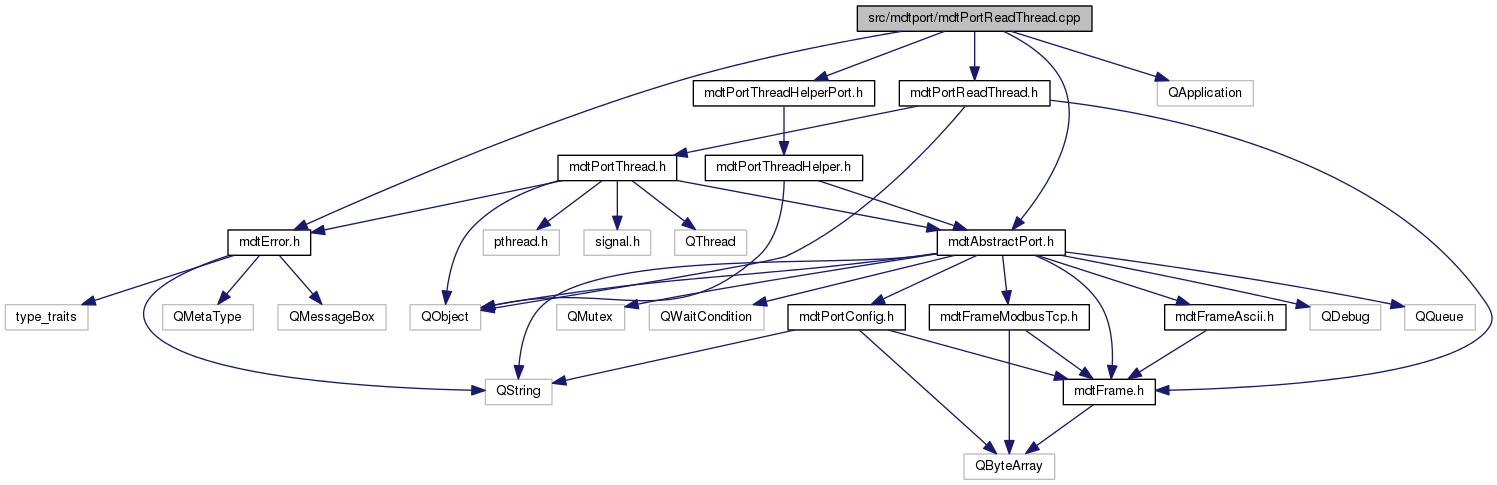 src/mdtport/mdtPortReadThread.cpp
mdtPortThreadHelperPort.h
mdtPortReadThread.h
QApplication
mdtPortThread.h
mdtPortThreadHelper.h
mdtError.h
pthread.h
signal.h
QThread
mdtAbstractPort.h
type_traits
QMetaType
QMessageBox
QObject
QMutex
QWaitCondition
mdtPortConfig.h
mdtFrameModbusTcp.h
mdtFrameAscii.h
QDebug
QQueue
QString
mdtFrame.h
QByteArray